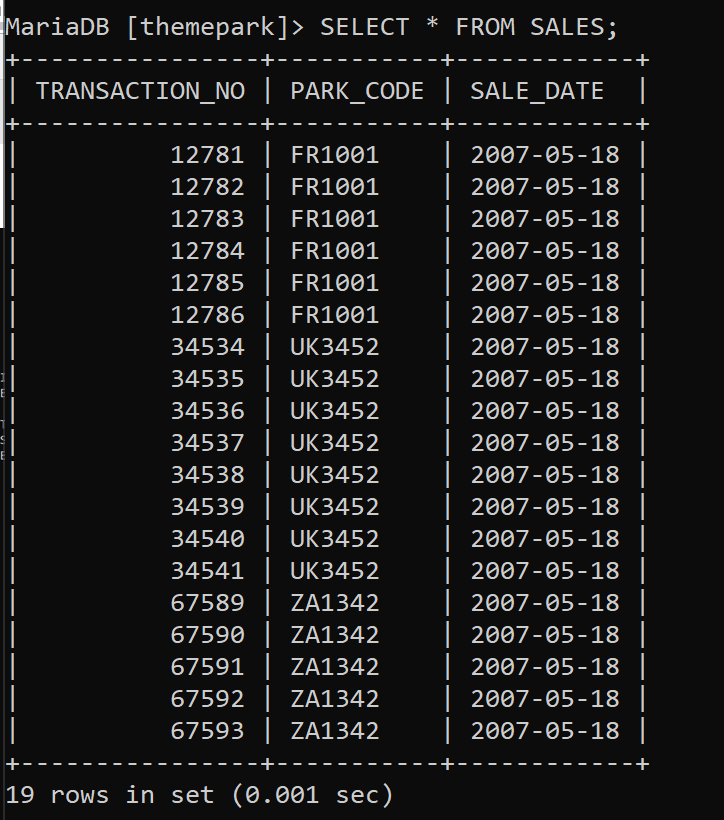 MariaDB [themepark]> SELECT * FROM SALES;
+----------------+-----------+------------+
| TRANSACTION_NO | PARK_CODE | SALE_DATE  |
+----------------+-----------+------------+
|          12781 | FR1001    | 2007-05-18 |
|          12782 | FR1001    | 2007-05-18 |
|          12783 | FR1001    | 2007-05-18 |
|          12784 | FR1001    | 2007-05-18 |
|          12785 | FR1001    | 2007-05-18 |
|          12786 | FR1001    | 2007-05-18 |
|          34534 | UK3452    | 2007-05-18 |
|          34535 | UK3452    | 2007-05-18 |
|          34536 | UK3452    | 2007-05-18 |
|          34537 | UK3452    | 2007-05-18 |
|          34538 | UK3452    | 2007-05-18 |
|          34539 | UK3452    | 2007-05-18 |
|          34540 | UK3452    | 2007-05-18 |
|          34541 | UK3452    | 2007-05-18 |
|          67589 | ZA1342    | 2007-05-18 |
|          67590 | ZA1342    | 2007-05-18 |
|          67591 | ZA1342    | 2007-05-18 |
|          67592 | ZA1342    | 2007-05-18 |
|          67593 | ZA1342    | 2007-05-18 |
+----------------+-----------+------------+
19 rows in set (0.001 sec)